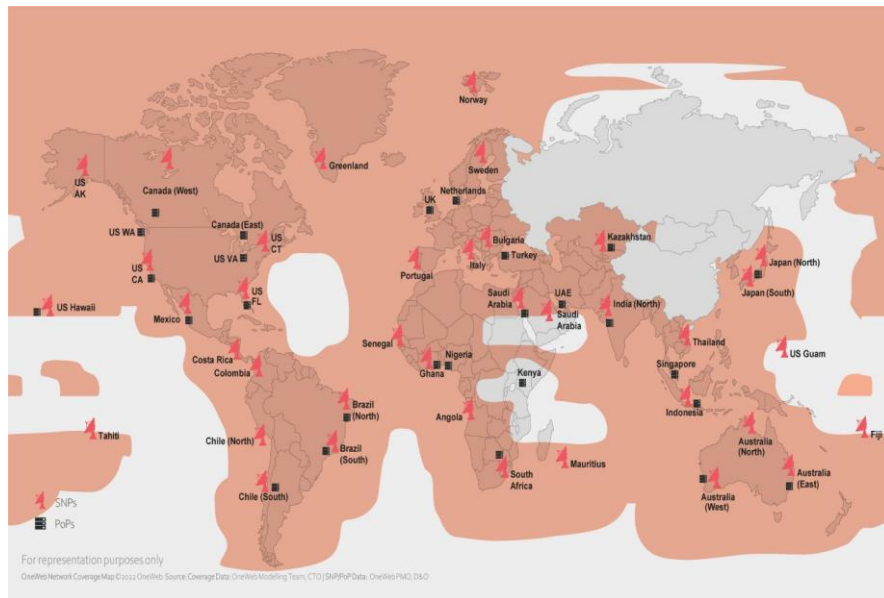 Norway
Greenland
US
AK
Canada (West)
Sweden
Netherlands
UK
Canada (East)
US WA
US
CT
US VA
Bulgaria
Kazakhstan
Turkey
Italy
Portugal
US
CA
Japan (North)
Japan (South)
US
FL
US Hawaii
Mexico
Saudi
Arabia
UAE
Saudi
Arabia
India (North)
Senegal
Thailand
US Guam
Costa Rica
Colombia
Nigeria
Ghana
Kenya
Singapore
Indonesia
Brazil
(North)
Angola
Tahiti
Chile (North)
Brazil
(South)
Fiji
Australia
(North)
Mauritius
South
Africa
Australia
(East)
Australia
(West)
Chile (South)
SNPs
PoPs
For representation purposes only
OneWeb Network Coverage Map ©2022 OneWeb Source: Coverage Data: OneWeb Modelling Team, CTO | SNP/PoP Data: OneWeb PMO, D&O